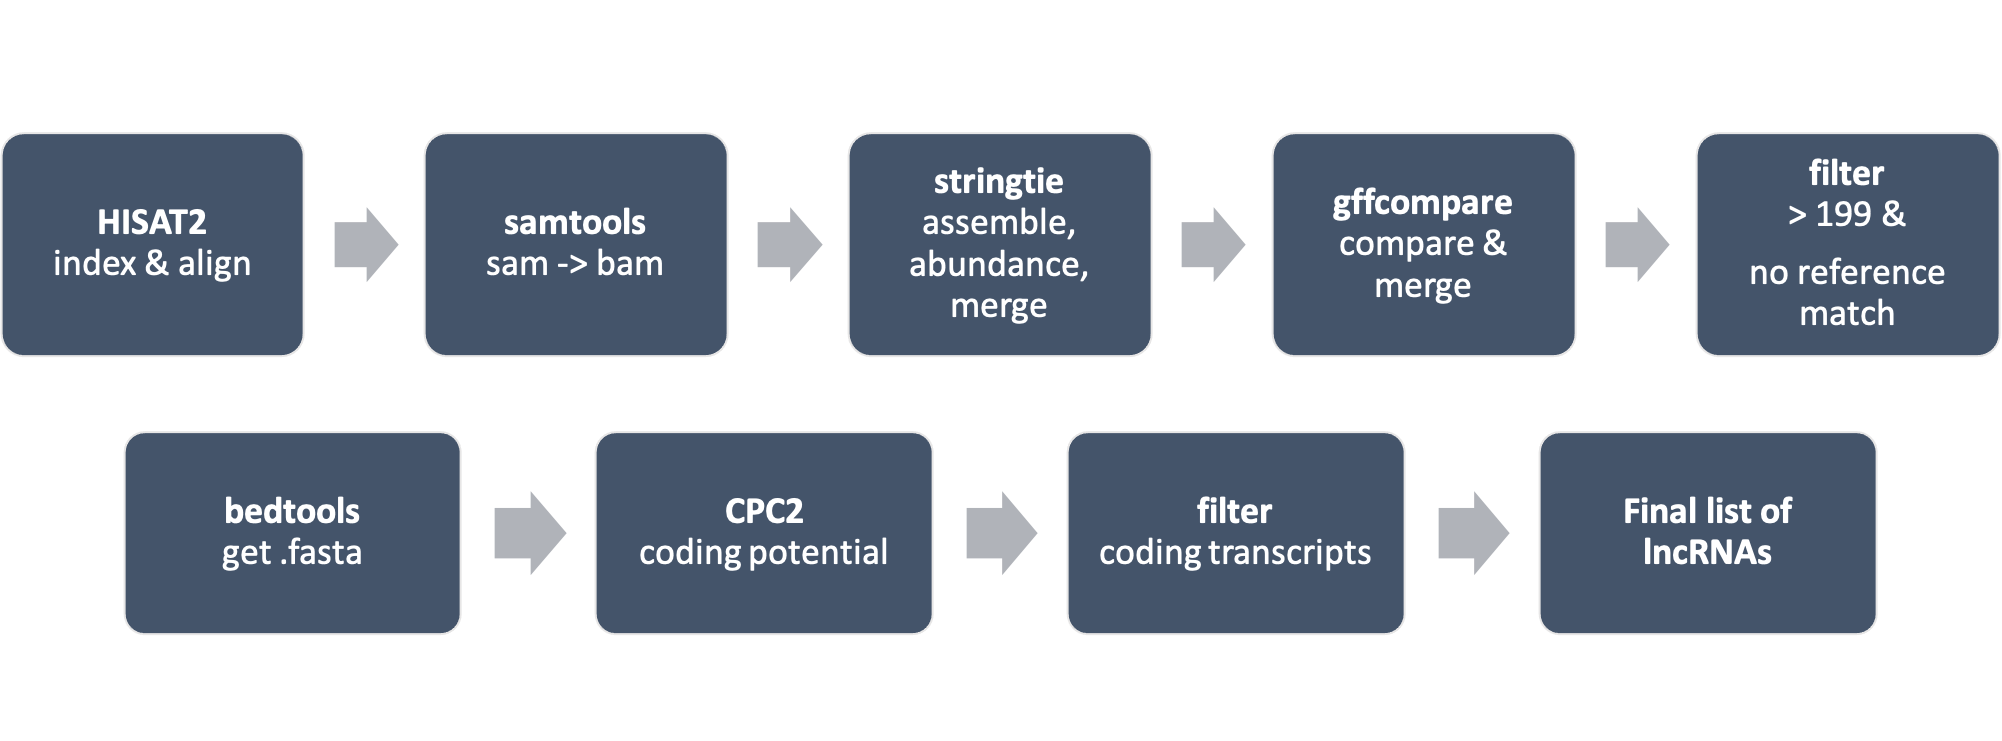 HISAT2
index & align
samtools
sam -> bam
stringtie
assemble,
abundance,
merge
gffcompare
compare &
merge
filter
> 199 &
no reference
match
bedtools
get .fasta
CPC2
coding potential
filter
coding transcripts
Final list of
lncRNAs